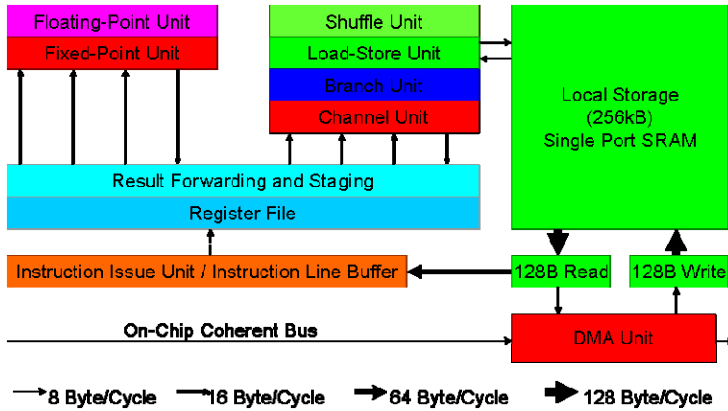 Floating-Point Unit
Fixed-Point Unit
Shuffle Unit
Load-Store Unit
Branch Unit
Channel Unit
Local Storage
(256kB)
Single Port SRAM
Result Forwarding and Staging
Register File
Instruction Issue Unit / Instruction Line Buffer
128B Read
128B Write
On-Chip Coherent Bus
DMA Unit
8 Byte/Cycle
16 Byte/Cycle
64 Byte/Cycle
128 Byte/Cycle